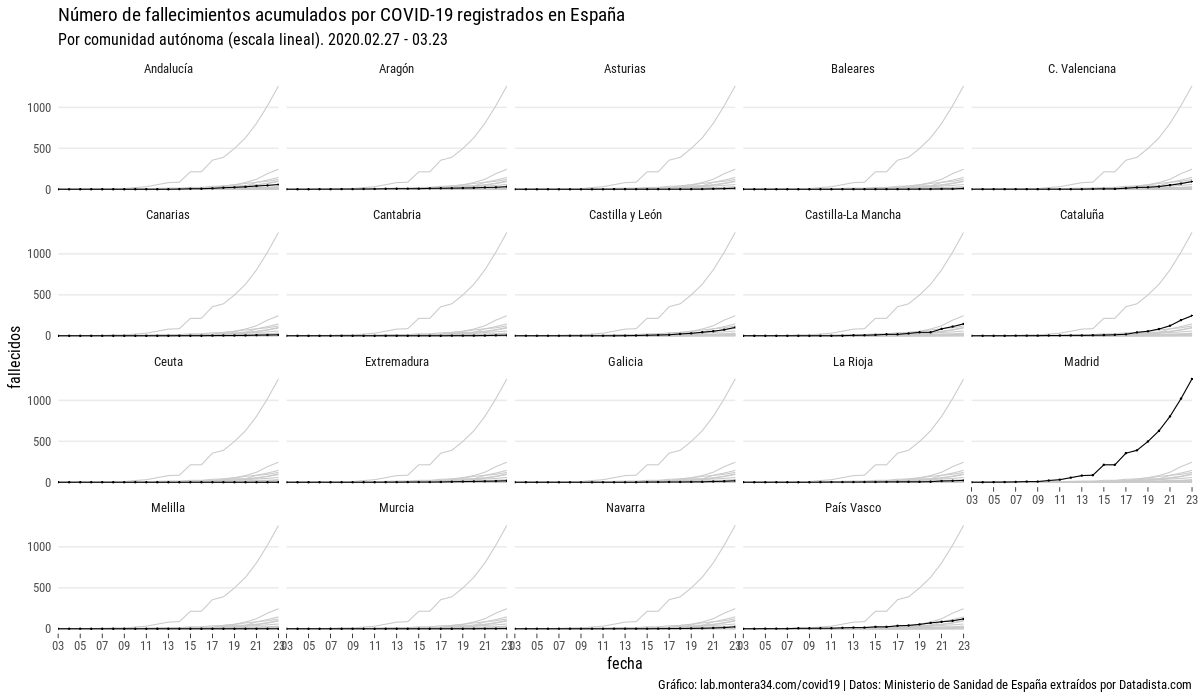 Número de fallecimientos acumulados por COVID-19 registrados en España
Por comunidad autónoma (escala lineal). 2020.02.27 - 03.23
Andalucía Aragón Asturias Baleares C. Valenciana
1000
500
0
Canarias Cantabria Castilla y León Castilla-La Mancha Cataluña
1000
500
0
fallecidos
Ceuta Extremadura Galicia La Rioja Madrid
1000
500
0
03 05 07 09 11 13 15 17 19 21 23
Melilla Murcia Navarra País Vasco
1000
500
0
03 05 07 09 11 13 15 17 19 21 23 03 05 07 09 11 13 15 17 19 21 23 03 05 07 09 11 13 15 17 19 21 23 03 05 07 09 11 13 15 17 19 21 23
fecha
Gráfico: lab.montera34.com/covid19 | Datos: Ministerio de Sanidad de España extraídos por Datadista.com